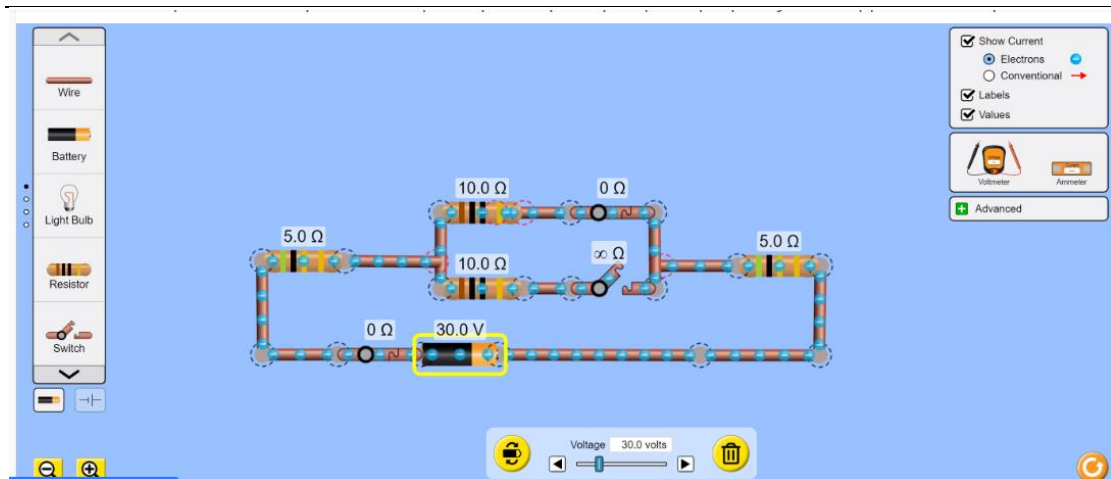 Wire
Battery
Light Bulb
Resistor
Switch
10.0 Ω
0 Ω
5.0 Ω
10.0 Ω
∞ Ω
5.0 Ω
0 Ω
30.0 V
Voltage 30.0 volts
Show Current
Electrons
Conventional
Labels
Values
Voltmeter
Ammeter
Advanced